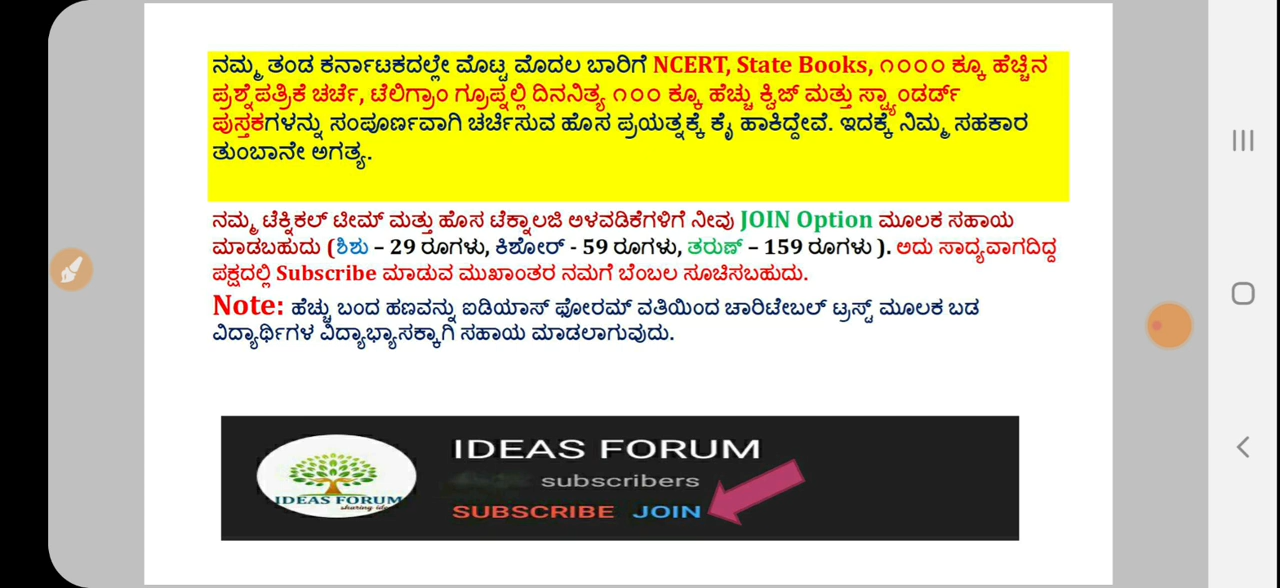 ನಮ್ಮ ತಂಡ ಕರ್ನಾಟಕದಲ್ಲೇ ಮೊಟ್ಟ ಮೊದಲ ಬಾರಿಗೆ NCERT, State Books, ೧೦೦೦ ಕ್ಕೂ ಹೆಚ್ಚಿನ
ಪ್ರಶ್ನೆಪತ್ರಿಕೆ ಚರ್ಚೆ, ಟೆಲಿಗ್ರಾಂ ಗ್ರೂಪ್ನಲ್ಲಿ ದಿನನಿತ್ಯ ೧೦೦ ಕ್ಕೂ ಹೆಚ್ಚು ಕ್ವಿಜ್ ಮತ್ತು ಸ್ಟ್ಯಾಂಡರ್ಡ್
ಪುಸ್ತಕಗಳನ್ನು ಸಂಪೂರ್ಣವಾಗಿ ಚರ್ಚಿಸುವ ಹೊಸ ಪ್ರಯತ್ನಕ್ಕೆ ಕೈ ಹಾಕಿದ್ದೇವೆ. ಇದಕ್ಕೆ ನಿಮ್ಮ ಸಹಕಾರ
ತುಂಬಾನೇ ಅಗತ್ಯ.
ನಮ್ಮ ಟೆಕ್ನಿಕಲ್ ಟೀಮ್ ಮತ್ತು ಹೊಸ ಟೆಕ್ನಾಲಜಿ ಅಳವಡಿಕೆಗಳಿಗೆ ನೀವು JOIN Option ಮೂಲಕ ಸಹಾಯ
ಮಾಡಬಹುದು (ಶಿಶು – 29 ರೂಗಳು, ಕಿಶೋರ್ - 59 ರೂಗಳು, ತರುಣ್ – 159 ರೂಗಳು ). ಅದು ಸಾದ್ಯವಾಗದಿದ್ದ
ಪಕ್ಷದಲ್ಲಿ Subscribe ಮಾಡುವ ಮುಖಾಂತರ ನಮಗೆ ಬೆಂಬಲ ಸೂಚಿಸಬಹುದು.
Note: ಹೆಚ್ಚು ಬಂದ ಹಣವನ್ನು ಐಡಿಯಾಸ್ ಫೋರಮ್ ವತಿಯಿಂದ ಚಾರಿಟೇಬಲ್ ಟ್ರಸ್ಟ್ ಮೂಲಕ ಬಡ
ವಿದ್ಯಾರ್ಥಿಗಳ ವಿದ್ಯಾಭ್ಯಾಸಕ್ಕಾಗಿ ಸಹಾಯ ಮಾಡಲಾಗುವುದು.
IDEAS FORUM
subscribers
SUBSCRIBE JOIN
IDEAS FORUM